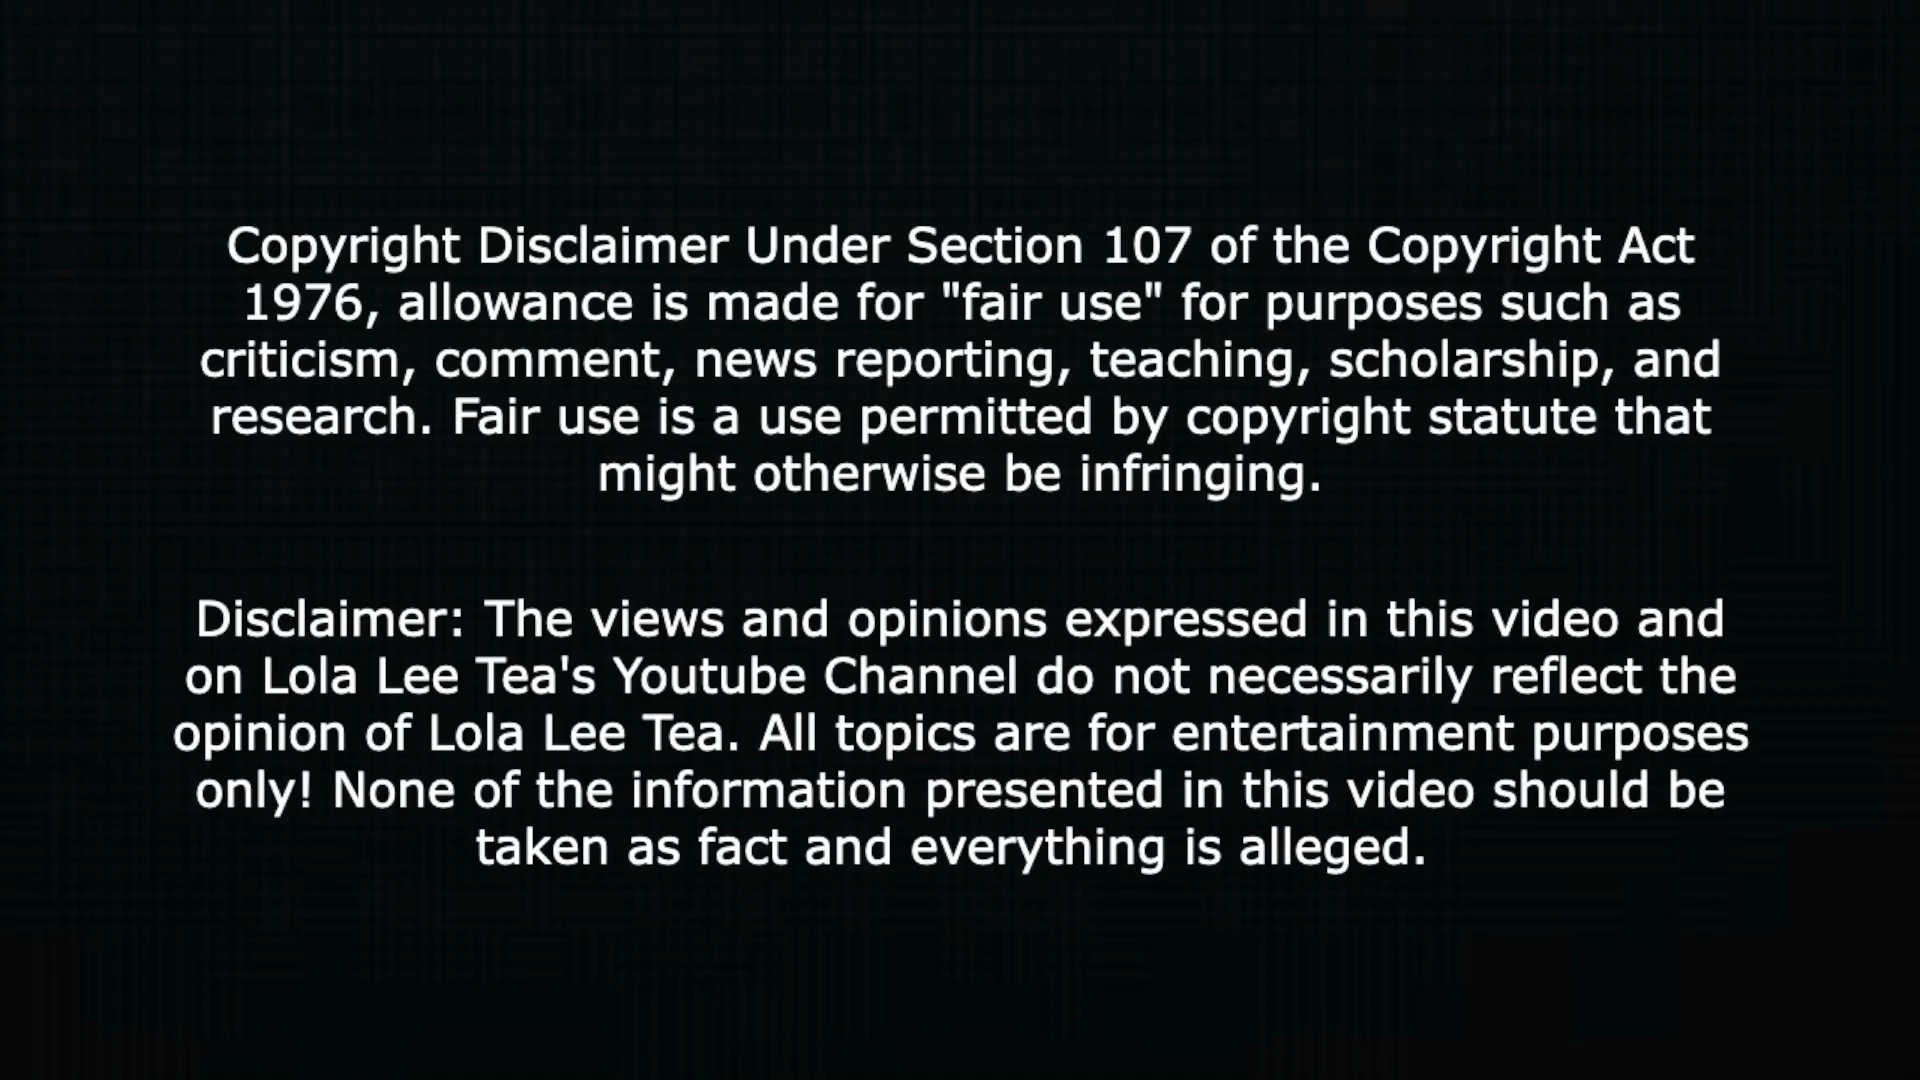 Copyright Disclaimer Under Section 107 of the Copyright Act
1976, allowance is made for "fair use" for purposes such as
criticism, comment, news reporting, teaching, scholarship, and
research. Fair use is a use permitted by copyright statute that
might otherwise be infringing.
Disclaimer: The views and opinions expressed in this video and
on Lola Lee Tea's Youtube Channel do not necessarily reflect the
opinion of Lola Lee Tea. All topics are for entertainment purposes
only! None of the information presented in this video should be
taken as fact and everything is alleged.